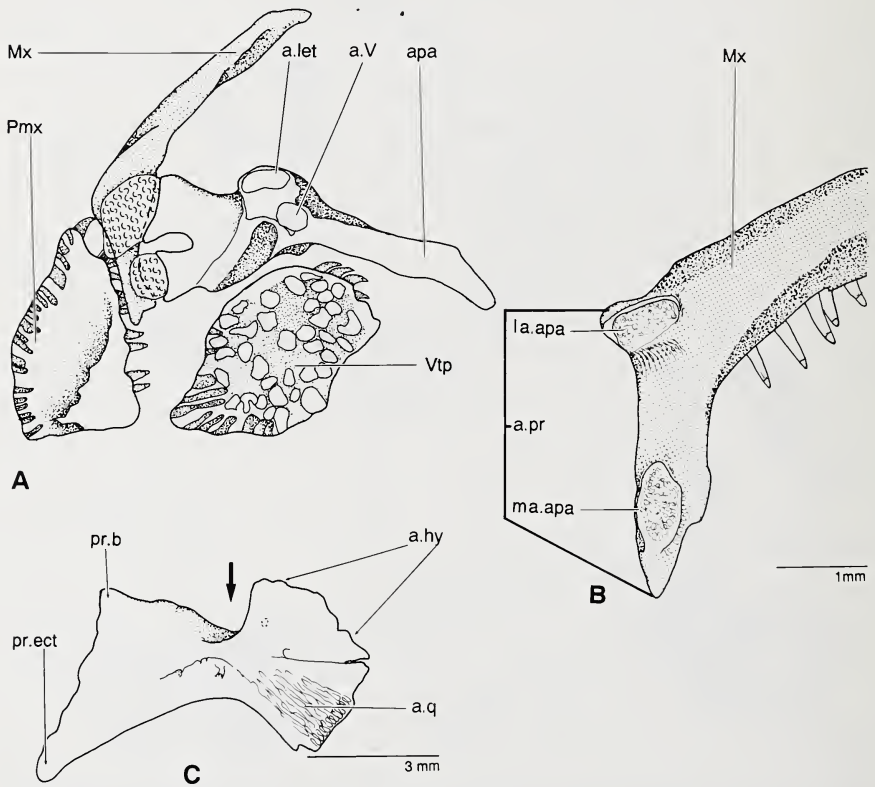 Mx
a.let
a.V
apa
Mx
Pmx
la.apa
Vtp
a.pr
A
ma.apa
pr.b
a.hy
B
1mm
pr.ect
a.q
3 mm
C